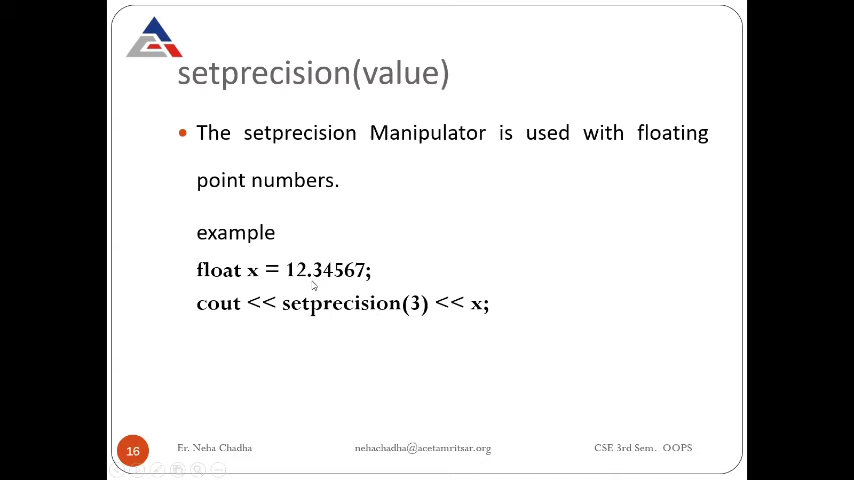 setprecision(value)
• The setprecision Manipulator is used with floating
point numbers.
example
float x = 12.34567;
cout << setprecision(3) << x;
16
Er. Neha Chadha
nehachadha@acetamritsar.org
CSE 3rd Sem. OOPS